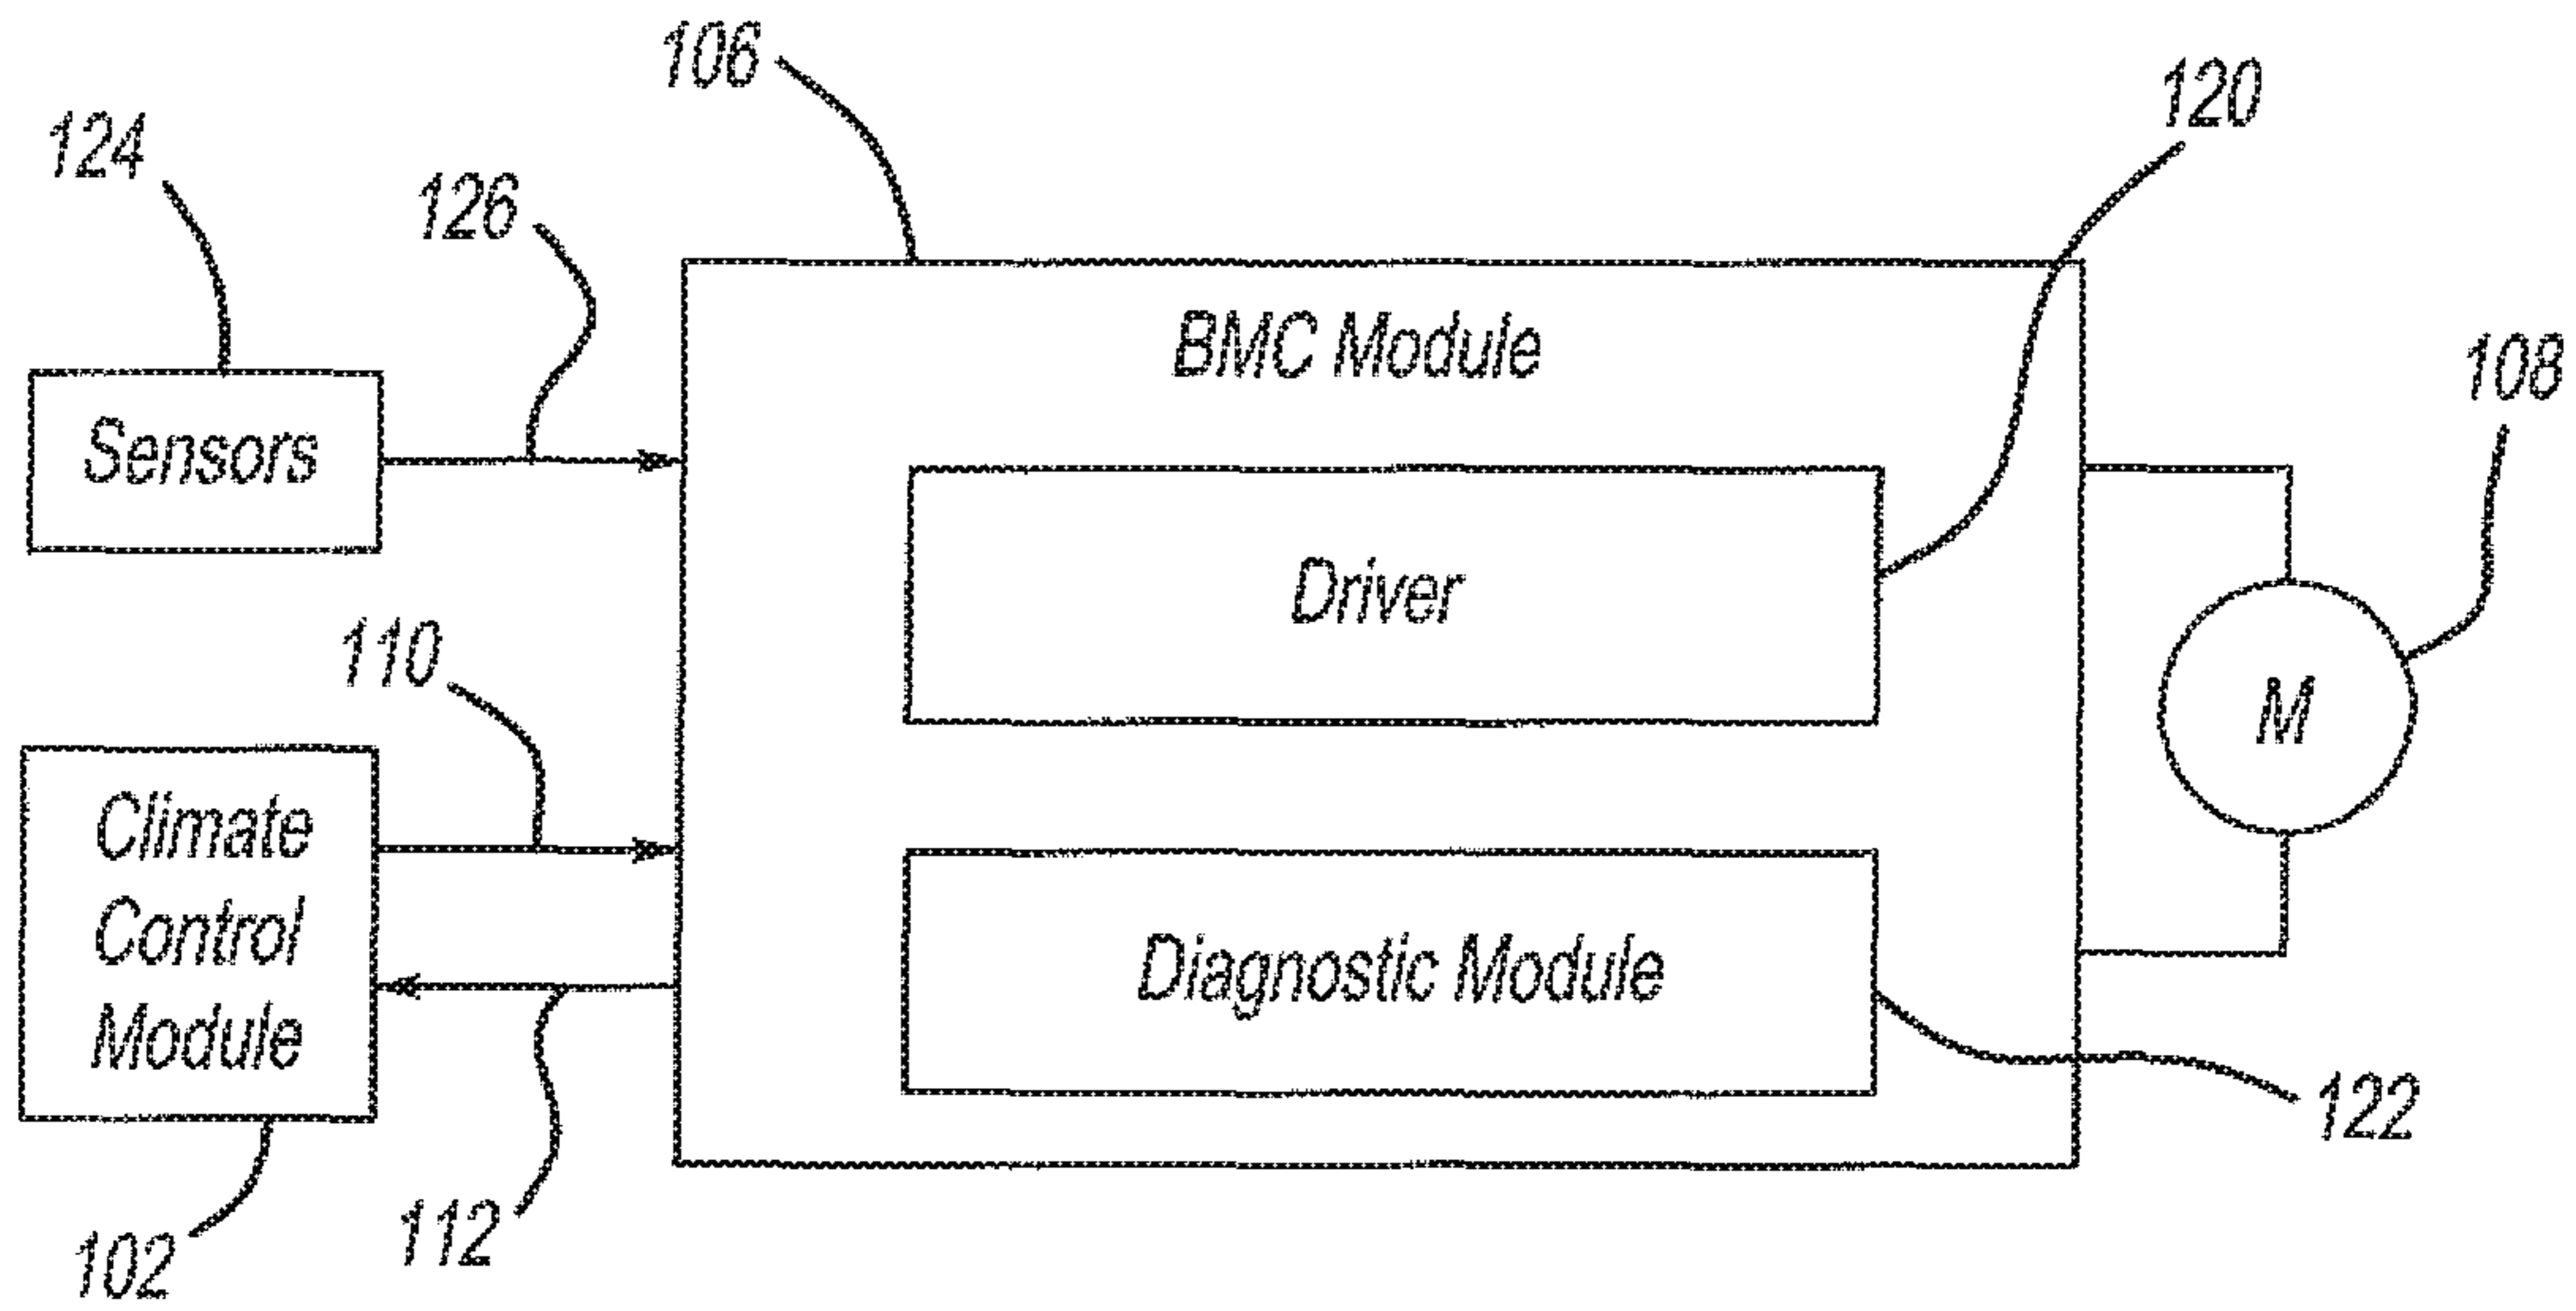 106
120
124
126
BMC Module
108
Sensors
Driver
110
M
Climate
Control
Module
Diagnostic Module
122
112
102